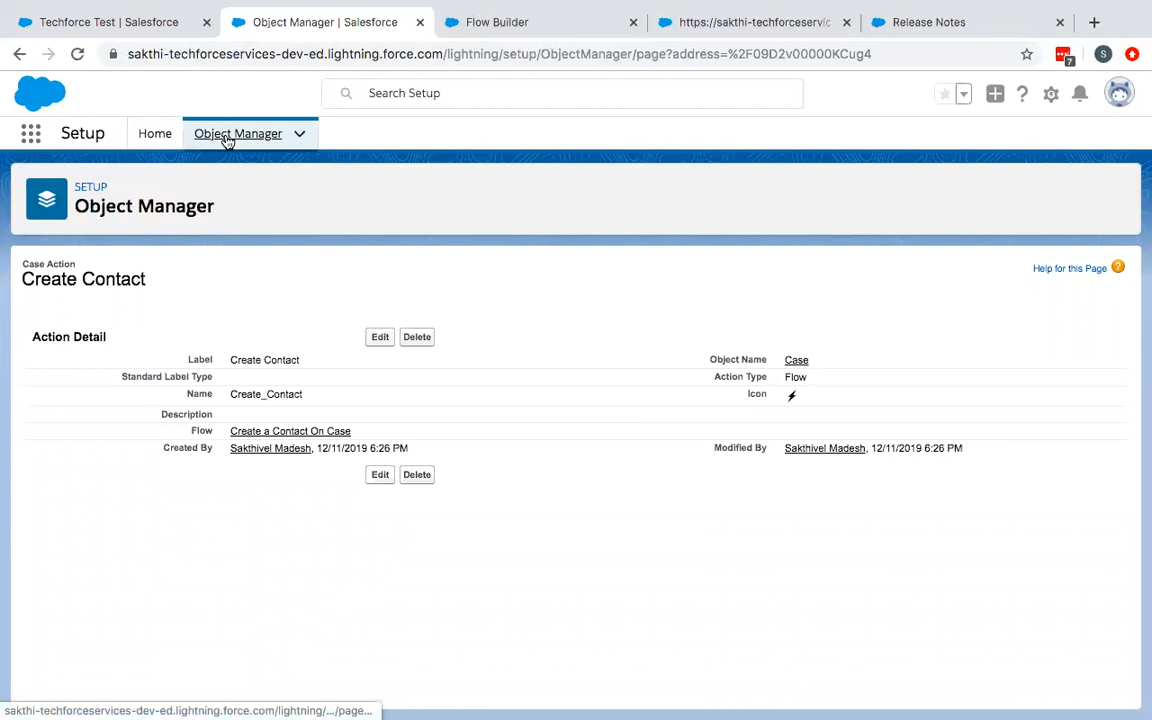 Techforce Test | Salesforce
Object Manager | Salesforce
Flow Builder
https://sakthi-techforceservic
Release Notes
sakthi-techforceservices-dev-ed.lightning.force.com/lightning/setup/ObjectManager/page?address=%2F09D2v00000KCug4
7
S
Search Setup
Setup
Home
Object Manager
SETUP
Object Manager
Case Action
Create Contact
Help for this Page
?
Action Detail
Edit
Delete
Label
Create Contact
Object Name
Case
Standard Label Type
Action Type
Flow
Name
Create_Contact
Icon
Description
Flow
Create a Contact On Case
Created By
Sakthivel Madesh, 12/11/2019 6:26 PM
Modified By
Sakthivel Madesh, 12/11/2019 6:26 PM
Edit
Delete
sakthi-techforceservices-dev-ed.lightning.force.com/lightning/.../page...